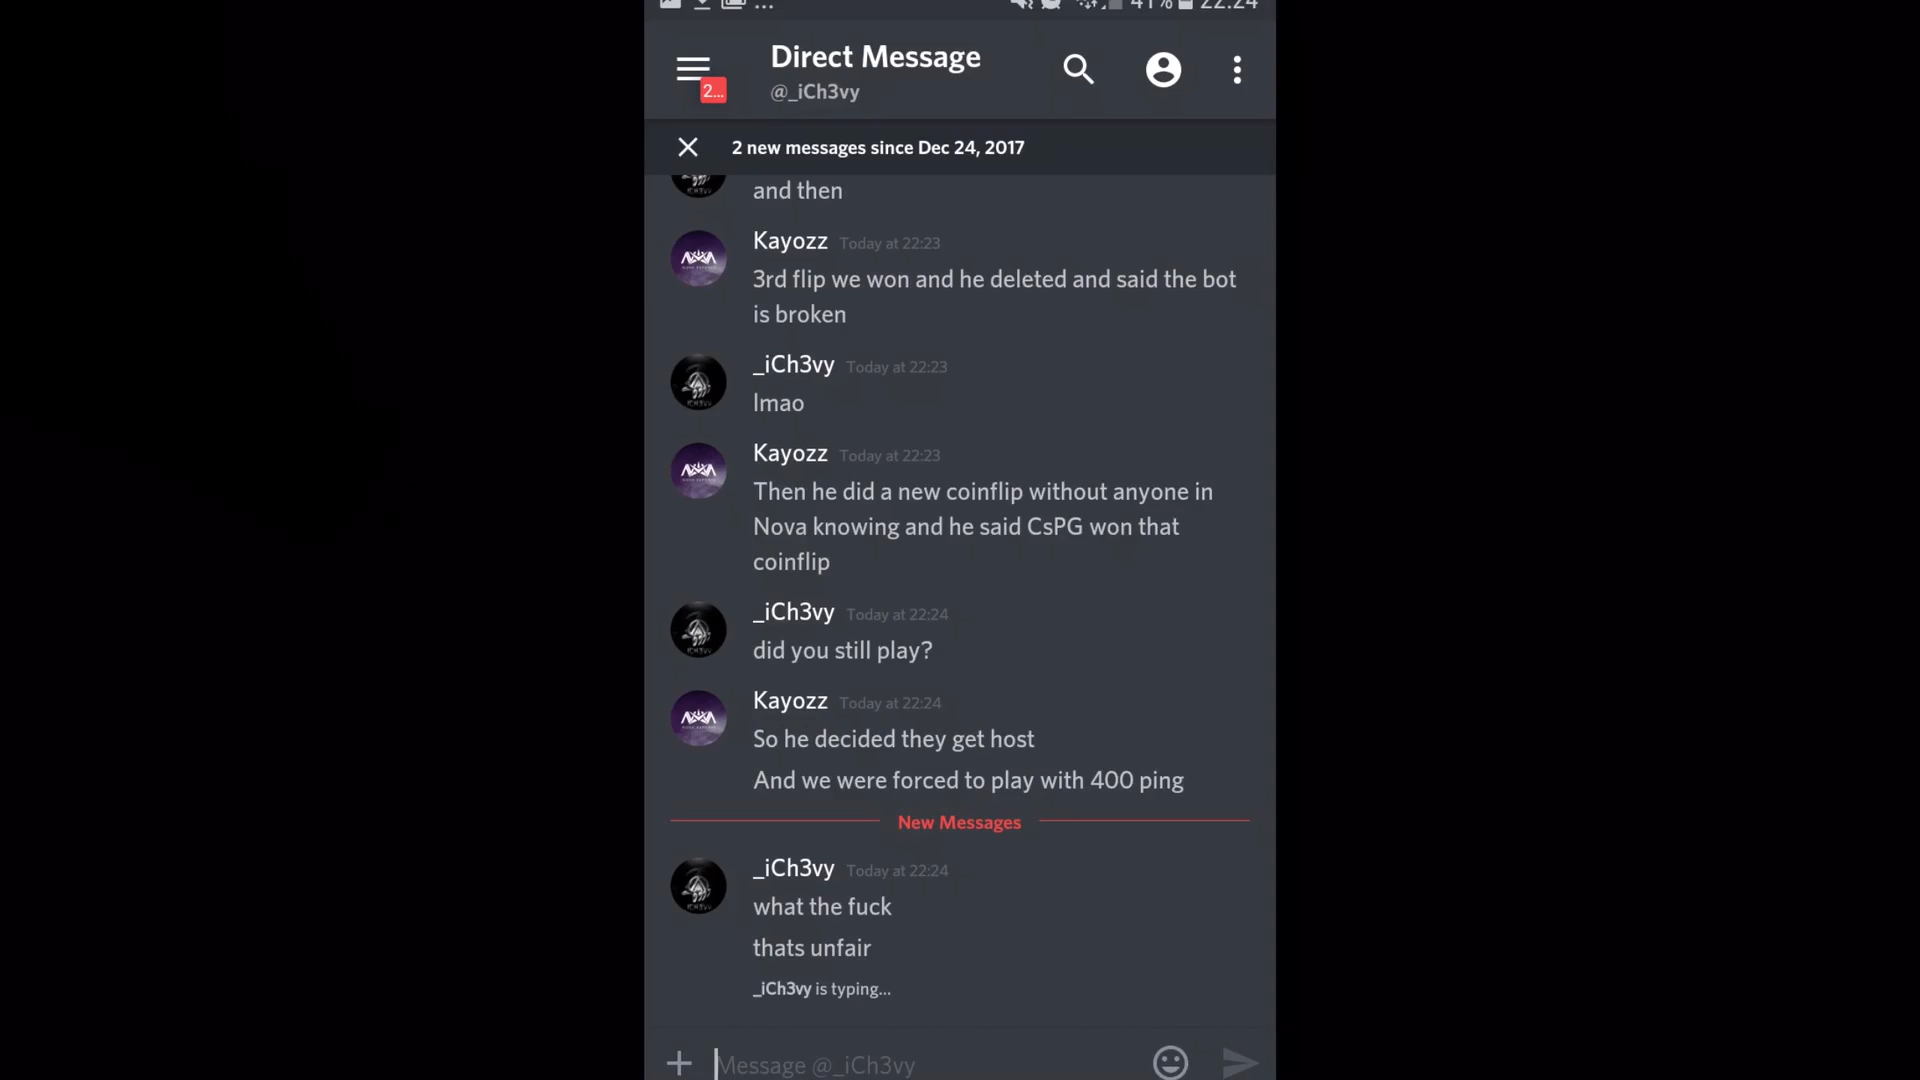 ... 41% 22:24
Direct Message
2...
@_iCh3vy
2 new messages since Dec 24, 2017
and then
Kayozz Today at 22:23
3rd flip we won and he deleted and said the bot
is broken
_iCh3vy Today at 22:23
lmao
Kayozz Today at 22:23
Then he did a new coinflip without anyone in
Nova knowing and he said CsPG won that
coinflip
_iCh3vy Today at 22:24
did you still play?
Kayozz Today at 22:24
So he decided they get host
And we were forced to play with 400 ping
New Messages
_iCh3vy Today at 22:24
what the fuck
thats unfair
_iCh3vy is typing...
Message @_iCh3vy